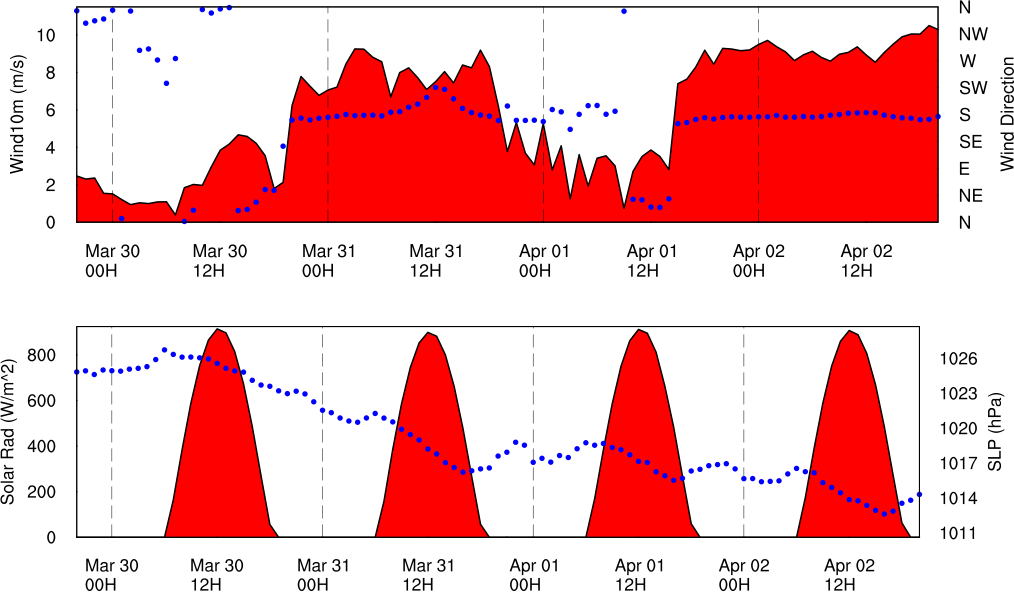 Wind10m (m/s)
10
8
6
4
2
0
N
NW
W
SW
S
SE
E
NE
N
Wind Direction
Mar 30 Mar 30 Mar 31 Mar 31 Apr 01 Apr 01 Apr 02 Apr 02
00H 12H 00H 12H 00H 12H 00H 12H
Solar Rad (W/m^2)
800
600
400
200
0
1026
1023
1020
1017
1014
1011
SLP (hPa)
Mar 30 Mar 30 Mar 31 Mar 31 Apr 01 Apr 01 Apr 02 Apr 02
00H 12H 00H 12H 00H 12H 00H 12H